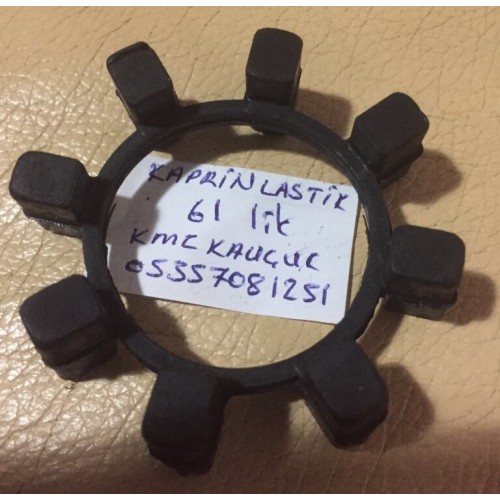 KAPRİN LASTİK
61 lik
KMC KAUÇUK
05357081251